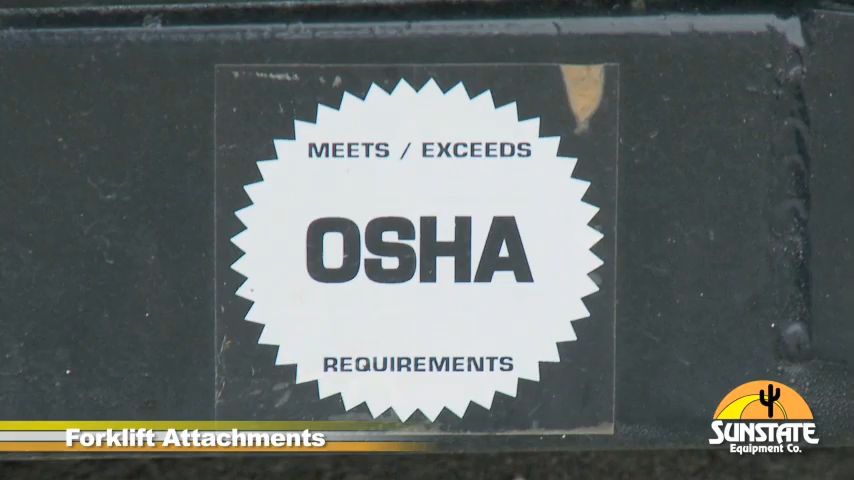 MEETS / EXCEEDS
OSHA
REQUIREMENTS
Forklift Attachments
SUNSTATE
Equipment Co.